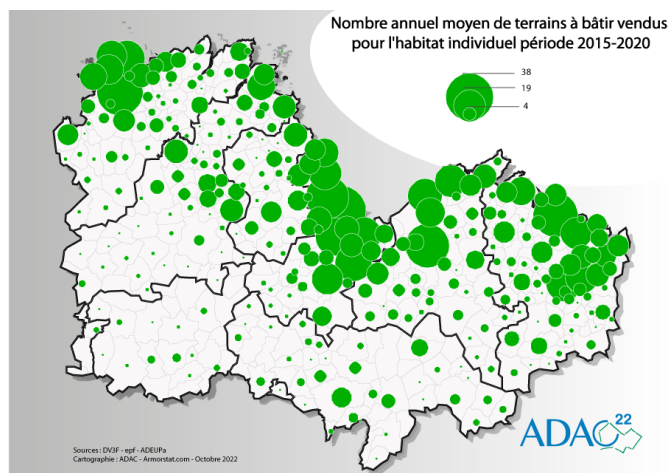 Nombre annuel moyen de terrains à bâtir vendus
pour l'habitat individuel période 2015-2020
38
19
4
ADAC 22
Sources : DV3F - epf - ADEUPa
Cartographie : ADAC - Armorstat.com - Octobre 2022